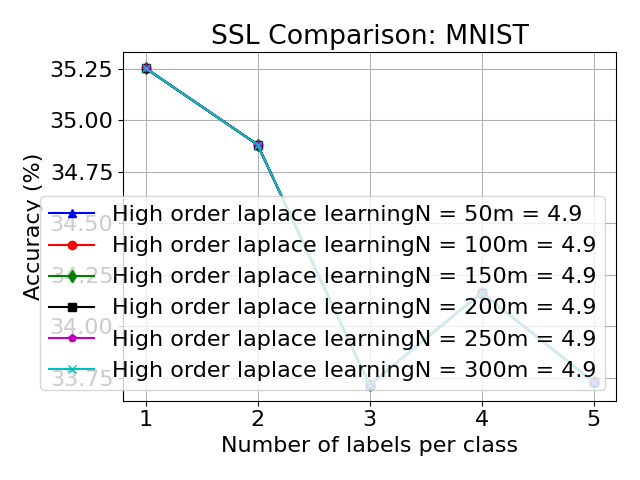 SSL Comparison: MNIST
35.25
35.00
34.75
34.50
34.25
34.00
33.75
Accuracy (%)
High order laplace learningN = 50m = 4.9
High order laplace learningN = 100m = 4.9
High order laplace learningN = 150m = 4.9
High order laplace learningN = 200m = 4.9
High order laplace learningN = 250m = 4.9
High order laplace learningN = 300m = 4.9
1 2 3 4 5
Number of labels per class